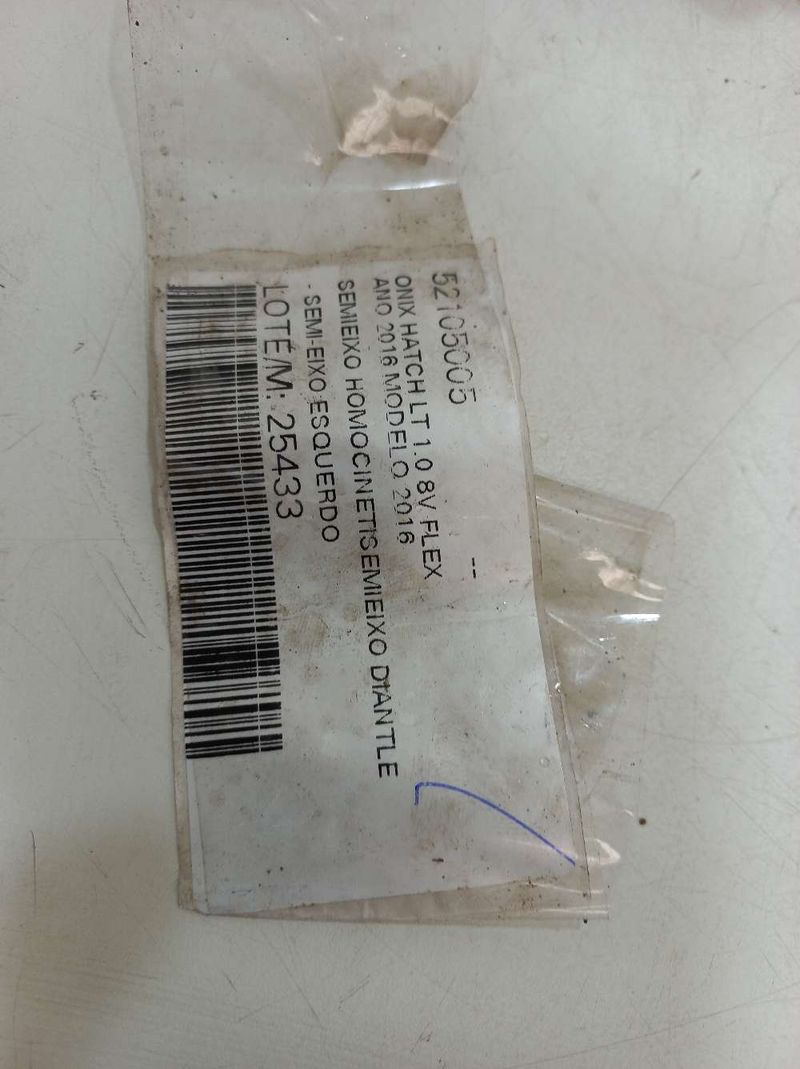 52105005 --
ONIX HATCH LT 1.0 8V FLEX
ANO 2016 MODELO 2016
SEMIEIXO HOMOCINETISEMIEIXO DIANTLE
- SEMI-EIXO ESQUERDO
LOTE/M: 25433